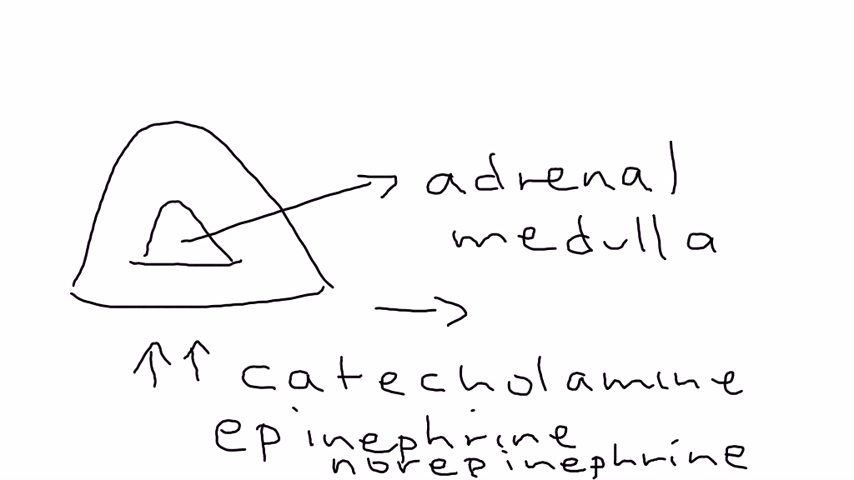 adrenal
medulla
↑↑ catecholamine
epinephrine
norepinephrine